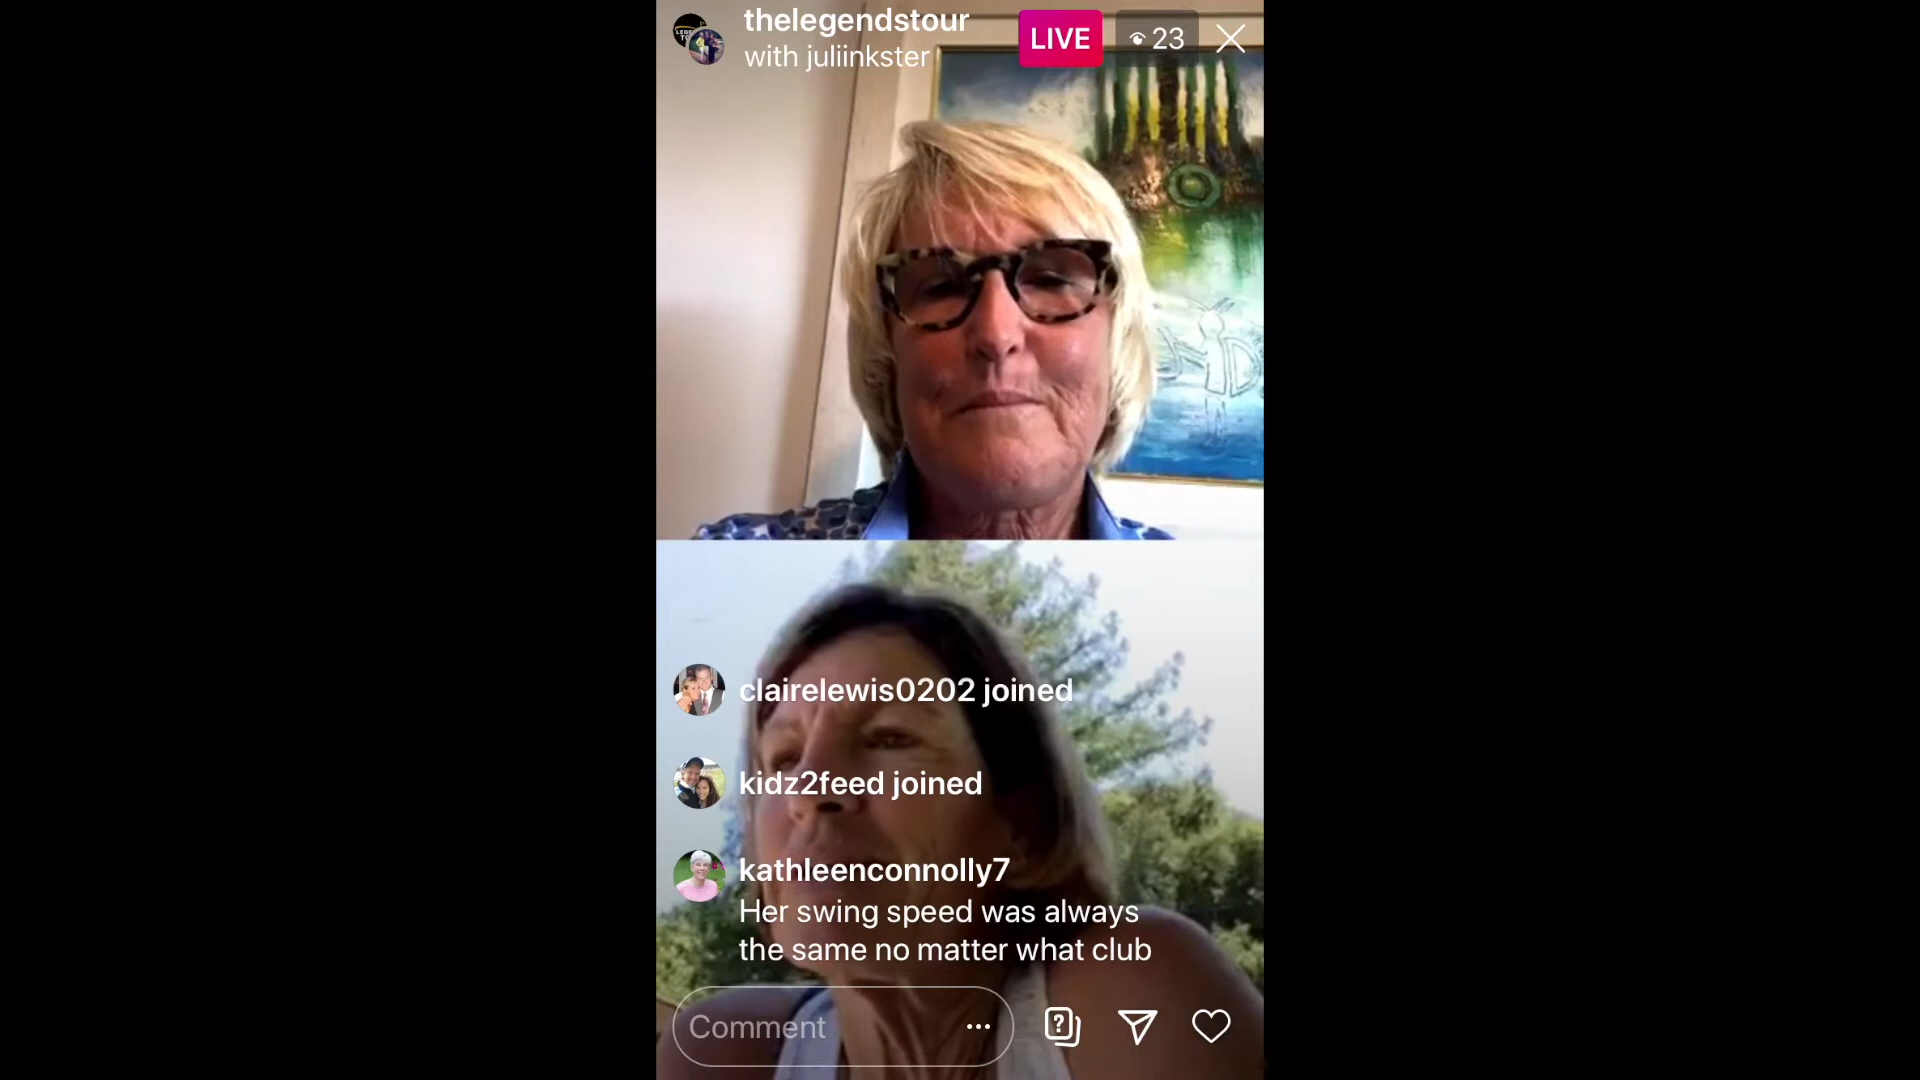 thelegendstour
with juliinkster
LIVE
23
clairelewis0202 joined
kidz2feed joined
kathleenconnolly7
Her swing speed was always
the same no matter what club
Comment